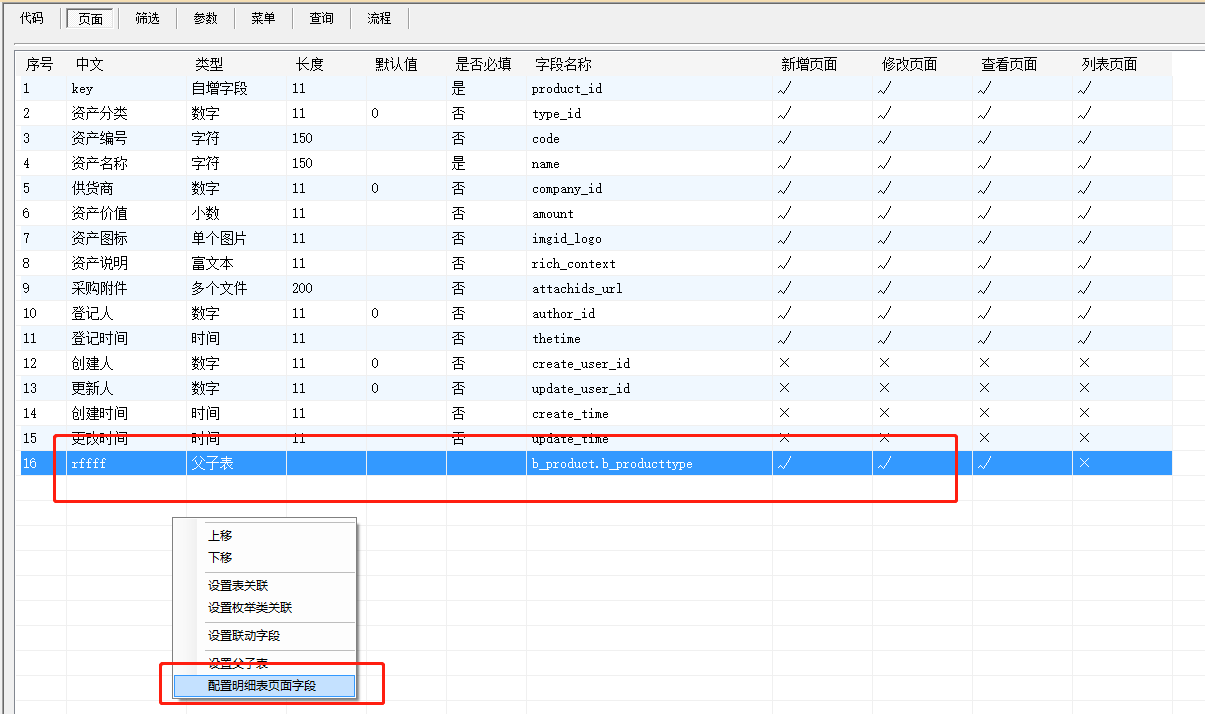 代码 页面 筛选 参数 菜单 查询 流程
序号 中文 类型 长度 默认值 是否必填 字段名称 新增页面 修改页面 查看页面 列表页面
1 key 自增字段 11 是 product_id √ √ √ √
2 资产分类 数字 11 0 否 type_id √ √ √ √
3 资产编号 字符 150 否 code √ √ √ √
4 资产名称 字符 150 是 name √ √ √ √
5 供货商 数字 11 0 否 company_id √ √ √ √
6 资产价值 小数 11 否 amount √ √ √ √
7 资产图标 单个图片 11 否 imgid_logo √ √ √ √
8 资产说明 富文本 11 否 rich_context √ √ √ √
9 采购附件 多个文件 200 否 attachids_url √ √ √ √
10 登记人 数字 11 0 否 author_id √ √ √ √
11 登记时间 时间 11 否 thetime √ √ √ √
12 创建人 数字 11 0 否 create_user_id × × × ×
13 更新人 数字 11 0 否 update_user_id × × × ×
14 创建时间 时间 11 否 create_time × × × ×
15 更改时间 时间 11 否 update_time × × × ×
16 rffff 父子表 b_product.b_producttype √ √ √ ×
上移
下移
设置表关联
设置枚举类关联
设置联动字段
设置父子表
配置明细表页面字段